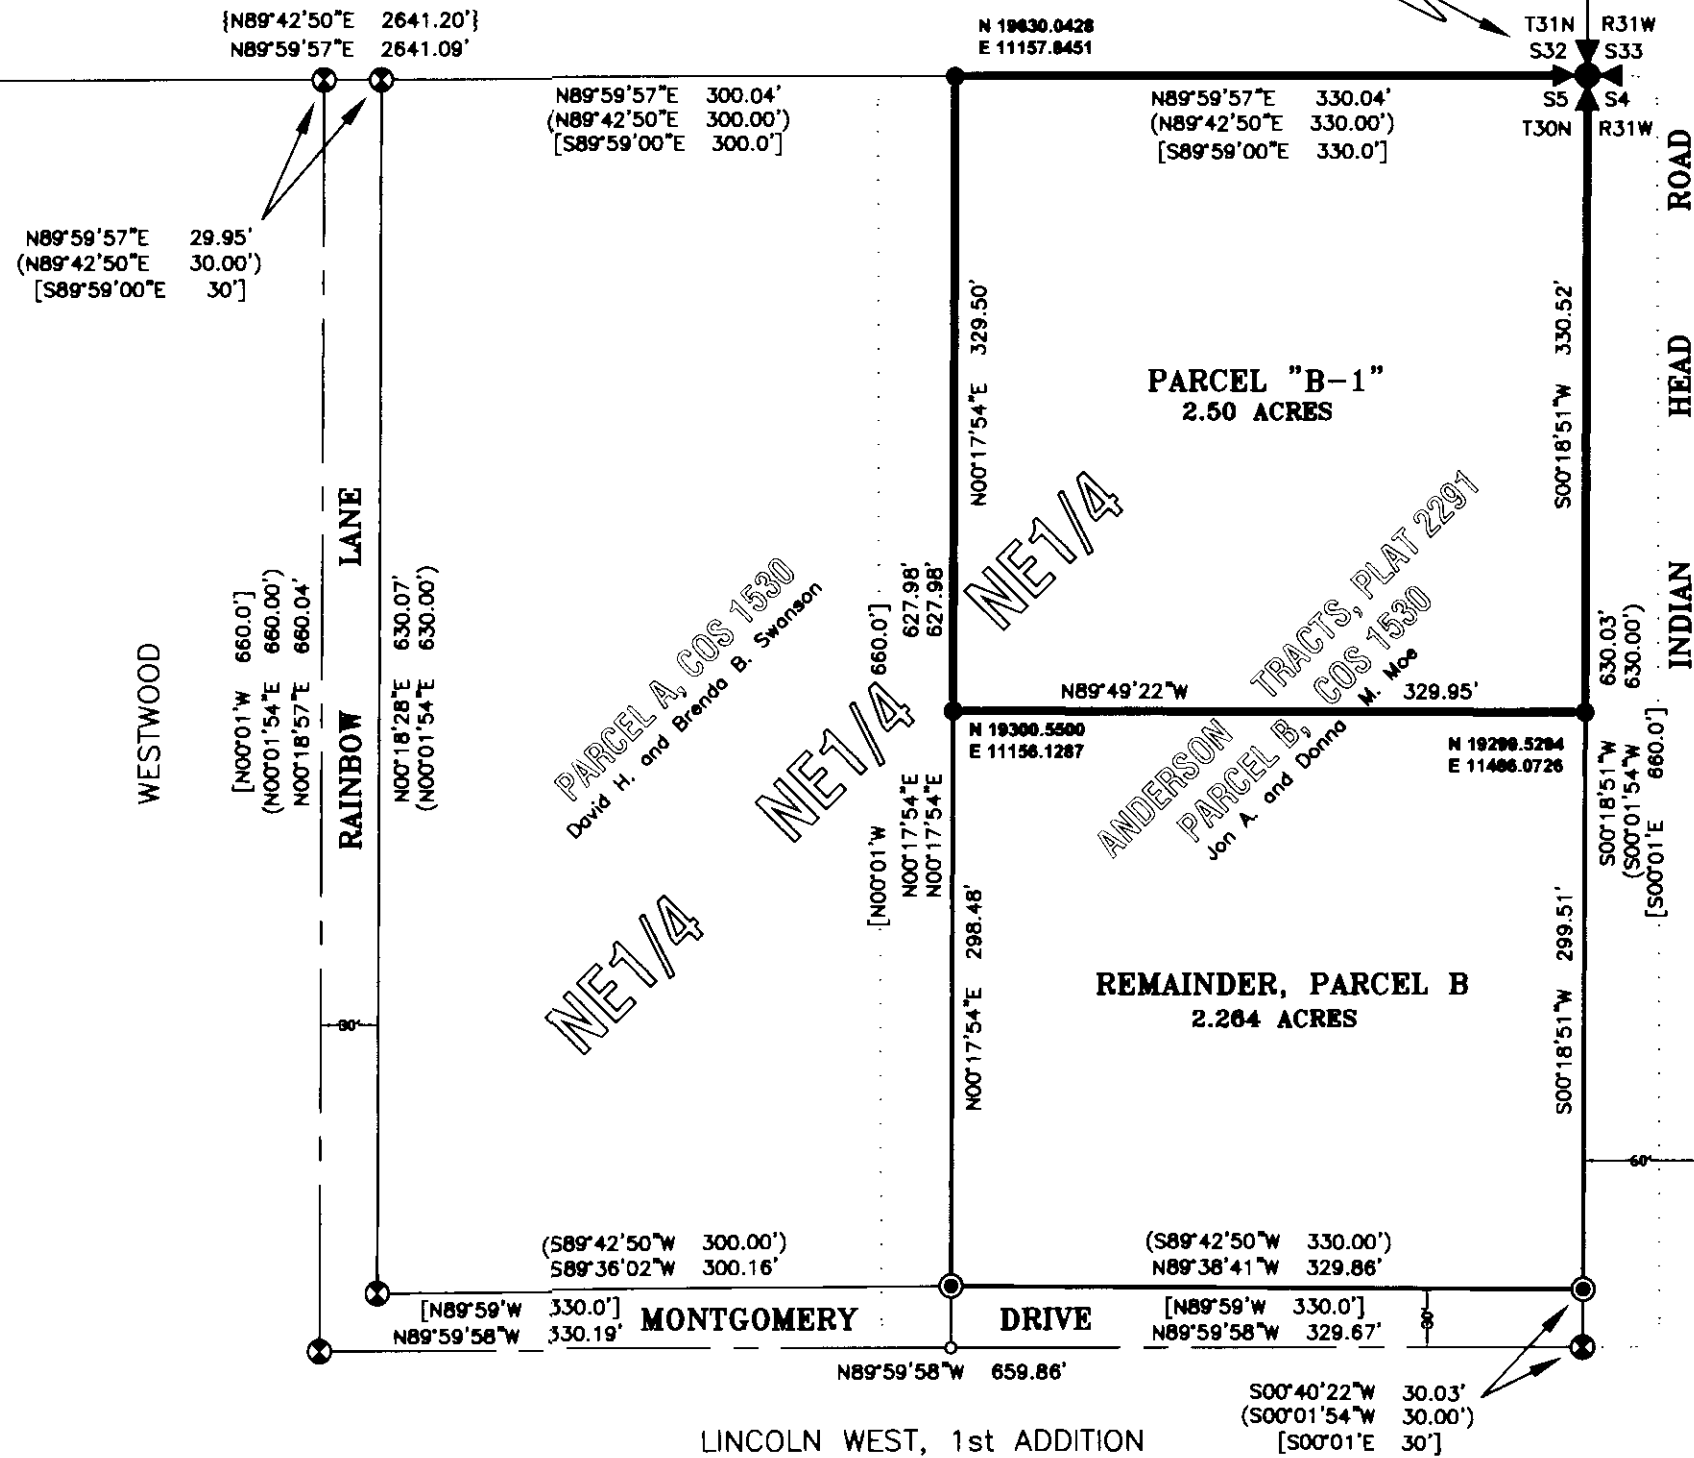 {N89°42'50"E 2641.20'}
N89°59'57"E 2641.09'
N 19630.0428
E 11157.8451
T31N R31W
S32 S33
S5 S4
T30N R31W
N89°59'57"E 300.04'
(N89°42'50"E 300.00')
[S89°59'00"E 300.0']
N89°59'57"E 330.04'
(N89°42'50"E 330.00')
[S89°59'00"E 330.0']
N89°59'57"E 29.95'
(N89°42'50"E 30.00')
[S89°59'00"E 30']
INDIAN HEAD ROAD
N00°17'54"E 329.50'
S00°18'51"W 330.52'
PARCEL "B-1"
2.50 ACRES
WESTWOOD
[N00°01'W 660.0']
(N00°01'54"E 660.00')
N00°18'57"E 660.04'
RAINBOW LANE
N00°18'28"E 630.07'
(N00°01'54"E 630.00')
PARCEL A, COS 1530
David H. and Brenda B. Swanson
NE1/4
NE1/4
NE1/4
[N00°01'W 660.0']
N00°17'54"E 627.98'
N00°17'54"E 627.98'
ANDERSON TRACTS, PLAT 2291
PARCEL B, COS 1530
Jon A. and Donna M. Moe
N89°49'22"W 329.95'
N 19300.5500
E 11156.1287
N 19299.5294
E 11486.0726
S00°18'51"W 630.03'
(S00°01'54"W 630.00')
[S00°01'E 660.0']
N00°17'54"E 298.48'
S00°18'51"W 299.51'
REMAINDER, PARCEL B
2.264 ACRES
30'
60'
(S89°42'50"W 300.00')
S89°36'02"W 300.16'
(S89°42'50"W 330.00')
N89°38'41"W 329.86'
[N89°59'W 330.0']
N89°59'58"W 330.19'
MONTGOMERY DRIVE
[N89°59'W 330.0']
N89°59'58"W 329.67'
30'
N89°59'58"W 659.86'
S00°40'22"W 30.03'
(S00°01'54"W 30.00')
[S00°01'E 30']
LINCOLN WEST, 1st ADDITION